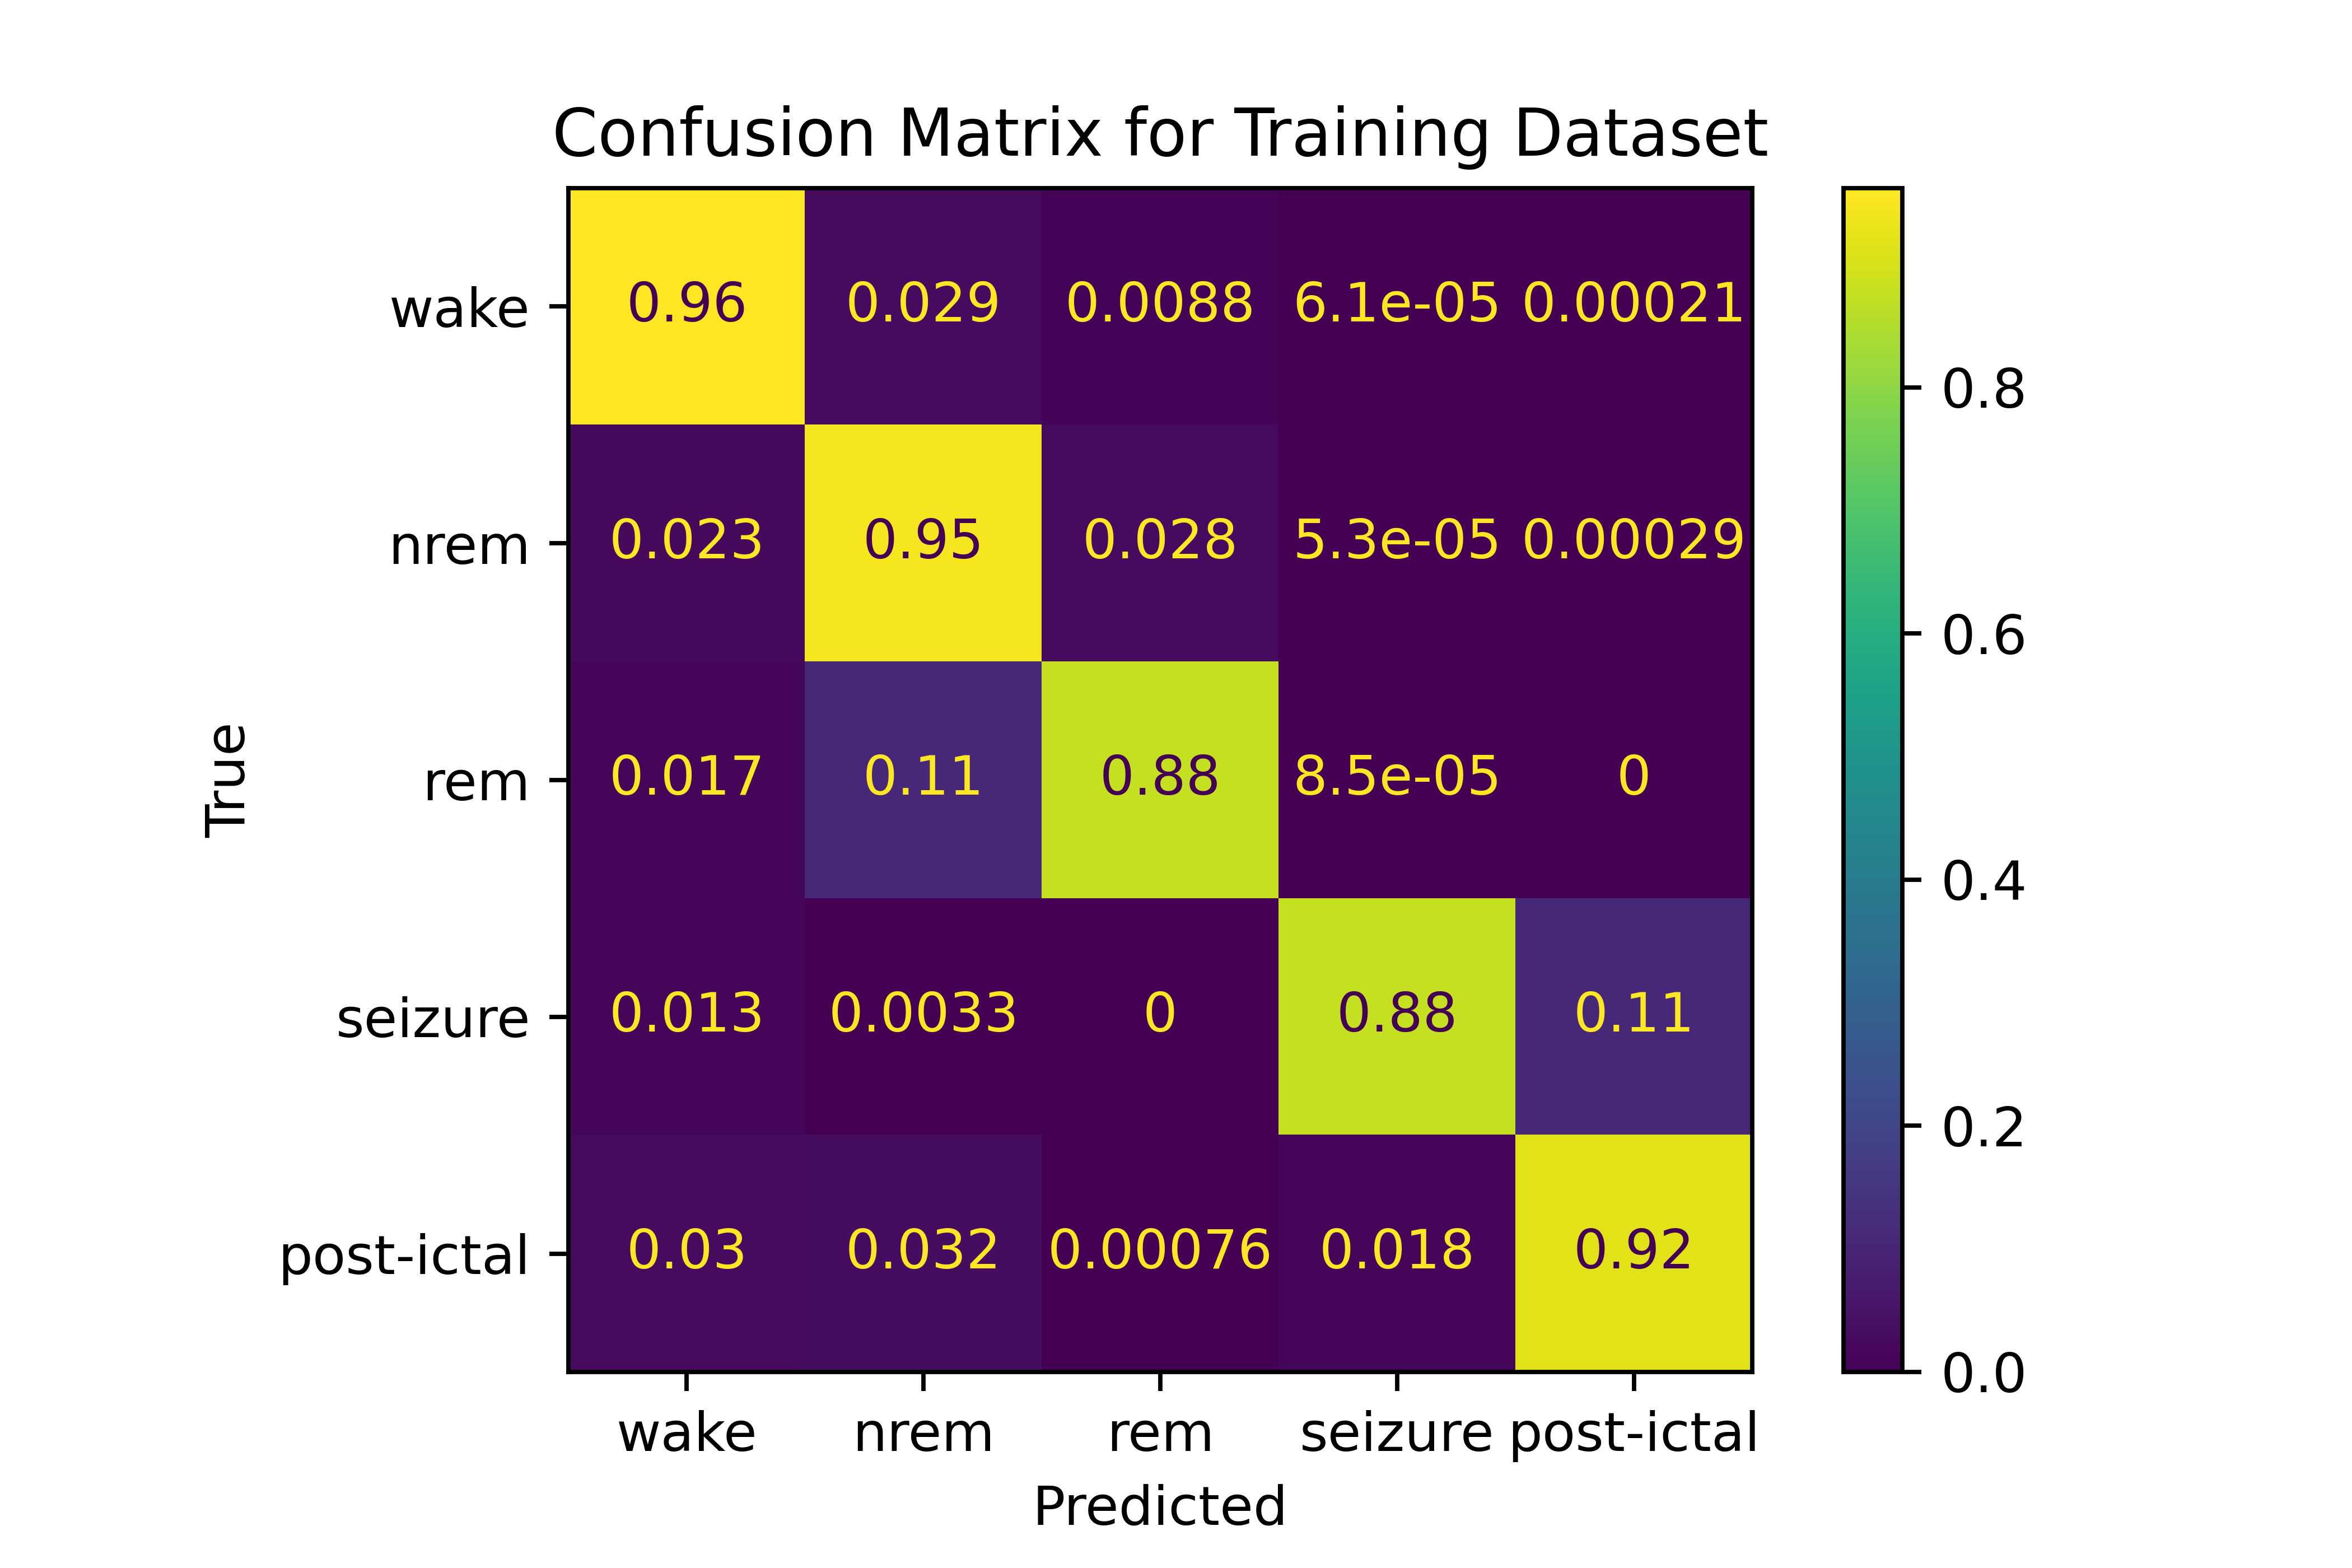 Confusion Matrix for Training Dataset
wake 0.96 0.029 0.0088 6.1e-05 0.00021
nrem 0.023 0.95 0.028 5.3e-05 0.00029
rem 0.017 0.11 0.88 8.5e-05 0
seizure 0.013 0.0033 0 0.88 0.11
post-ictal 0.03 0.032 0.00076 0.018 0.92
wake nrem rem seizure post-ictal
Predicted
True
0.8
0.6
0.4
0.2
0.0